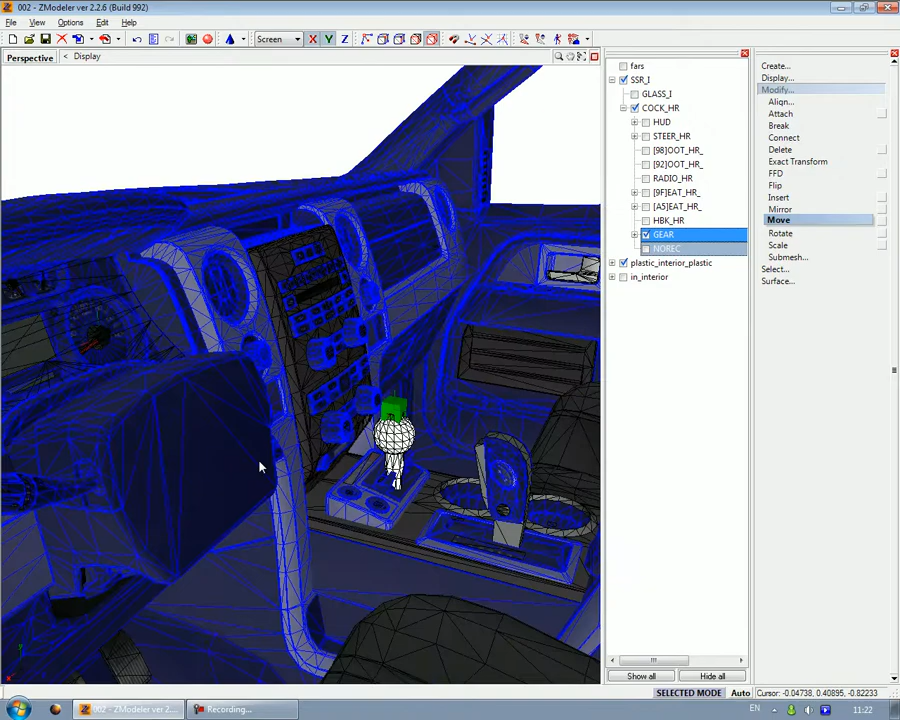 002 - ZModeler ver 2.2.6 (Build 992)
File View Options Edit Help
Screen X Y Z
Perspective < Display
fars
SSR_I
GLASS_I
COCK_HR
HUD
STEER_HR
[98]OOT_HR_
[92]OOT_HR_
RADIO_HR
[9F]EAT_HR_
[A5]EAT_HR_
HBK_HR
GEAR
NOREC
plastic_interior_plastic
in_interior
Show all Hide all
Create...
Display...
Modify...
Align...
Attach
Break
Connect
Delete
Exact Transform
FFD
Flip
Insert
Mirror
Move
Rotate
Scale
Submesh...
Select...
Surface...
SELECTED MODE Auto Cursor: -0.04738, 0.40895, -0.82233
002 - ZModeler ver 2.... Recording... EN 11:22